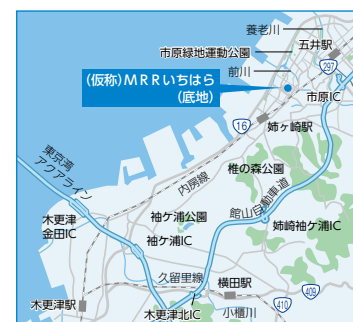 養老川
五井駅
市原緑地運動公園
297
前川
(仮称)MRRいちはら
(底地)
市原IC
16
姉ヶ崎駅
東京湾
アクアライン
内房線
椎の森公園
館山自動車道
木更津
金田IC
袖ケ浦公園
姉崎袖ケ浦IC
袖ケ浦IC
久留里線
横田駅
409
木更津駅
410
小櫃川
木更津北IC